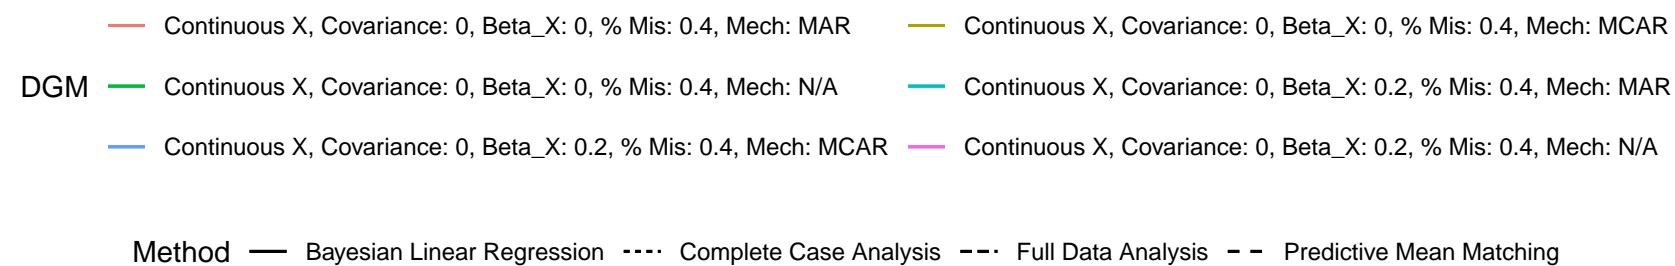 Continuous X, Covariance: 0, Beta_X: 0, % Mis: 0.4, Mech: MAR Continuous X, Covariance: 0, Beta_X: 0, % Mis: 0.4, Mech: MCAR
DGM Continuous X, Covariance: 0, Beta_X: 0, % Mis: 0.4, Mech: N/A Continuous X, Covariance: 0, Beta_X: 0.2, % Mis: 0.4, Mech: MAR
Continuous X, Covariance: 0, Beta_X: 0.2, % Mis: 0.4, Mech: MCAR Continuous X, Covariance: 0, Beta_X: 0.2, % Mis: 0.4, Mech: N/A
Method Bayesian Linear Regression Complete Case Analysis Full Data Analysis Predictive Mean Matching